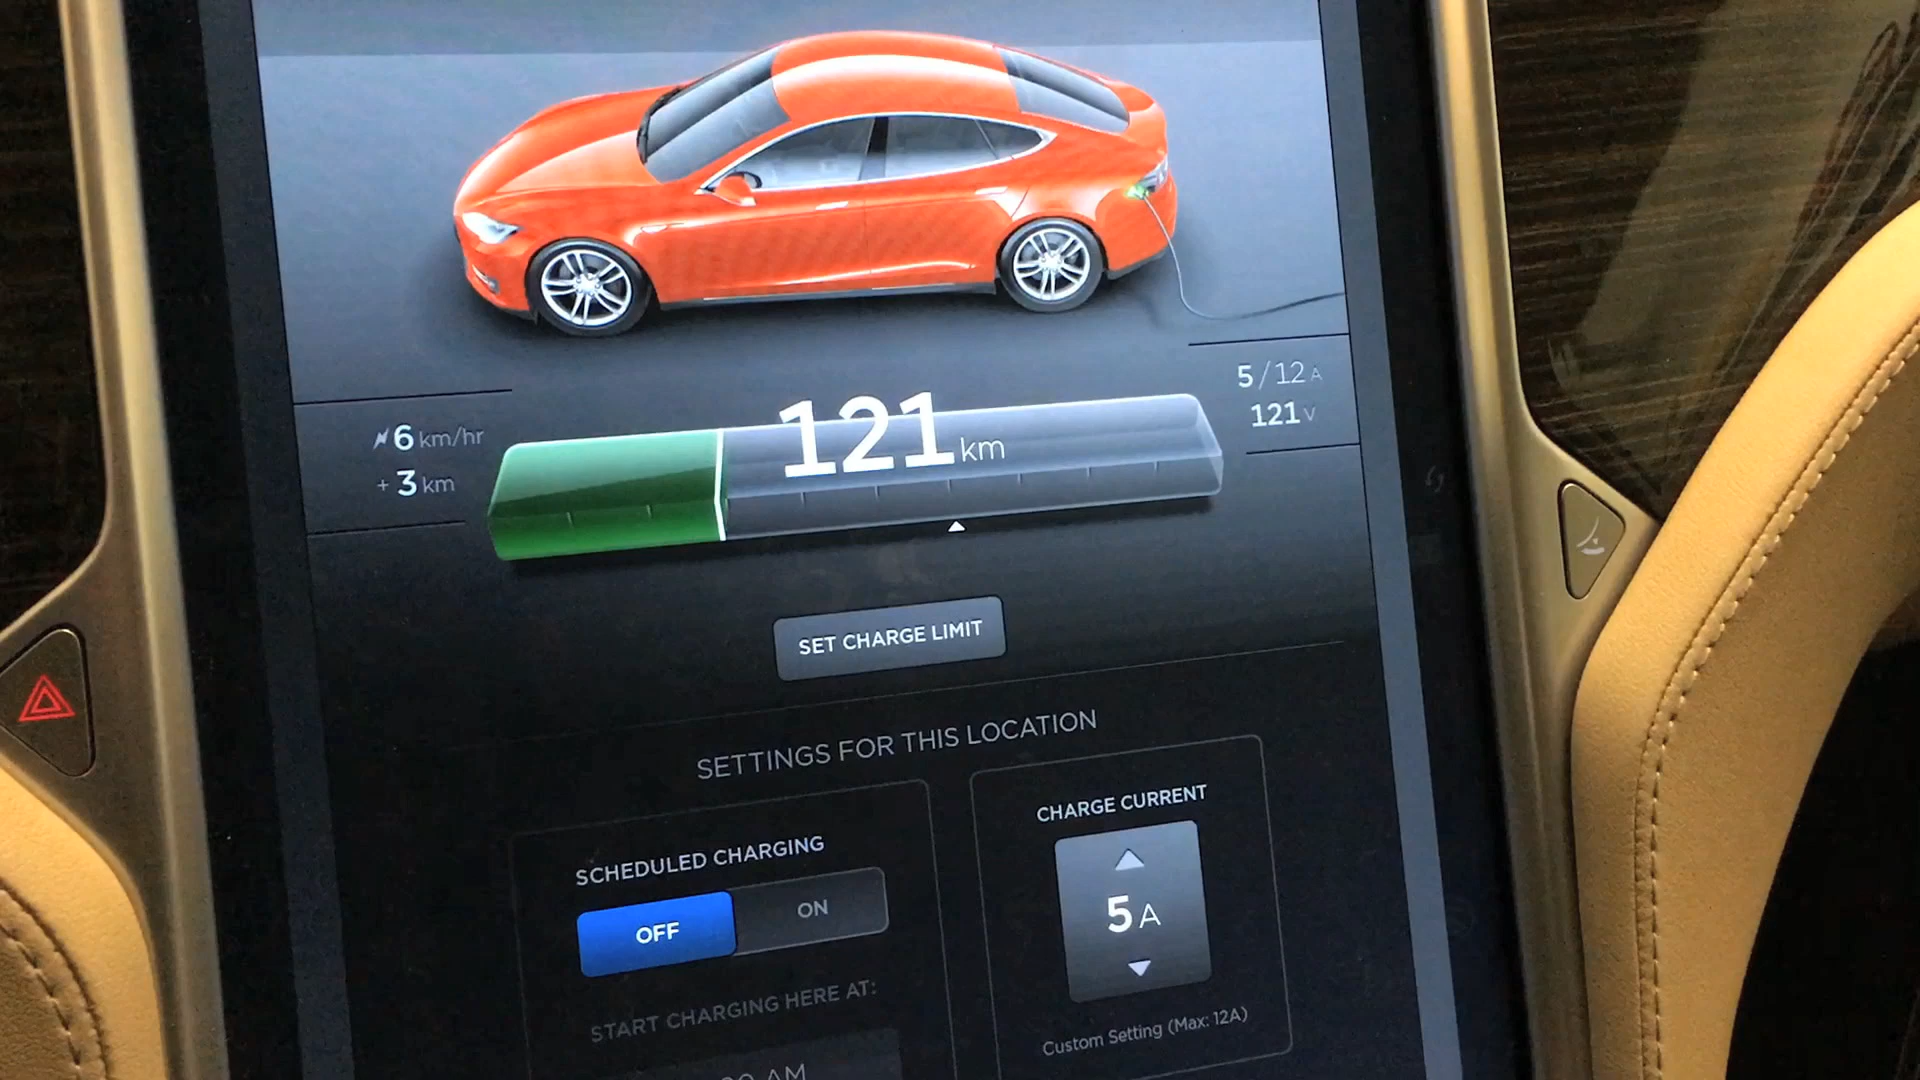 5/12 A
121 V
6 km/hr
+ 3 km
121 km
SET CHARGE LIMIT
SETTINGS FOR THIS LOCATION
SCHEDULED CHARGING
OFF ON
START CHARGING HERE AT:
AM
CHARGE CURRENT
5 A
Custom Setting (Max: 12A)